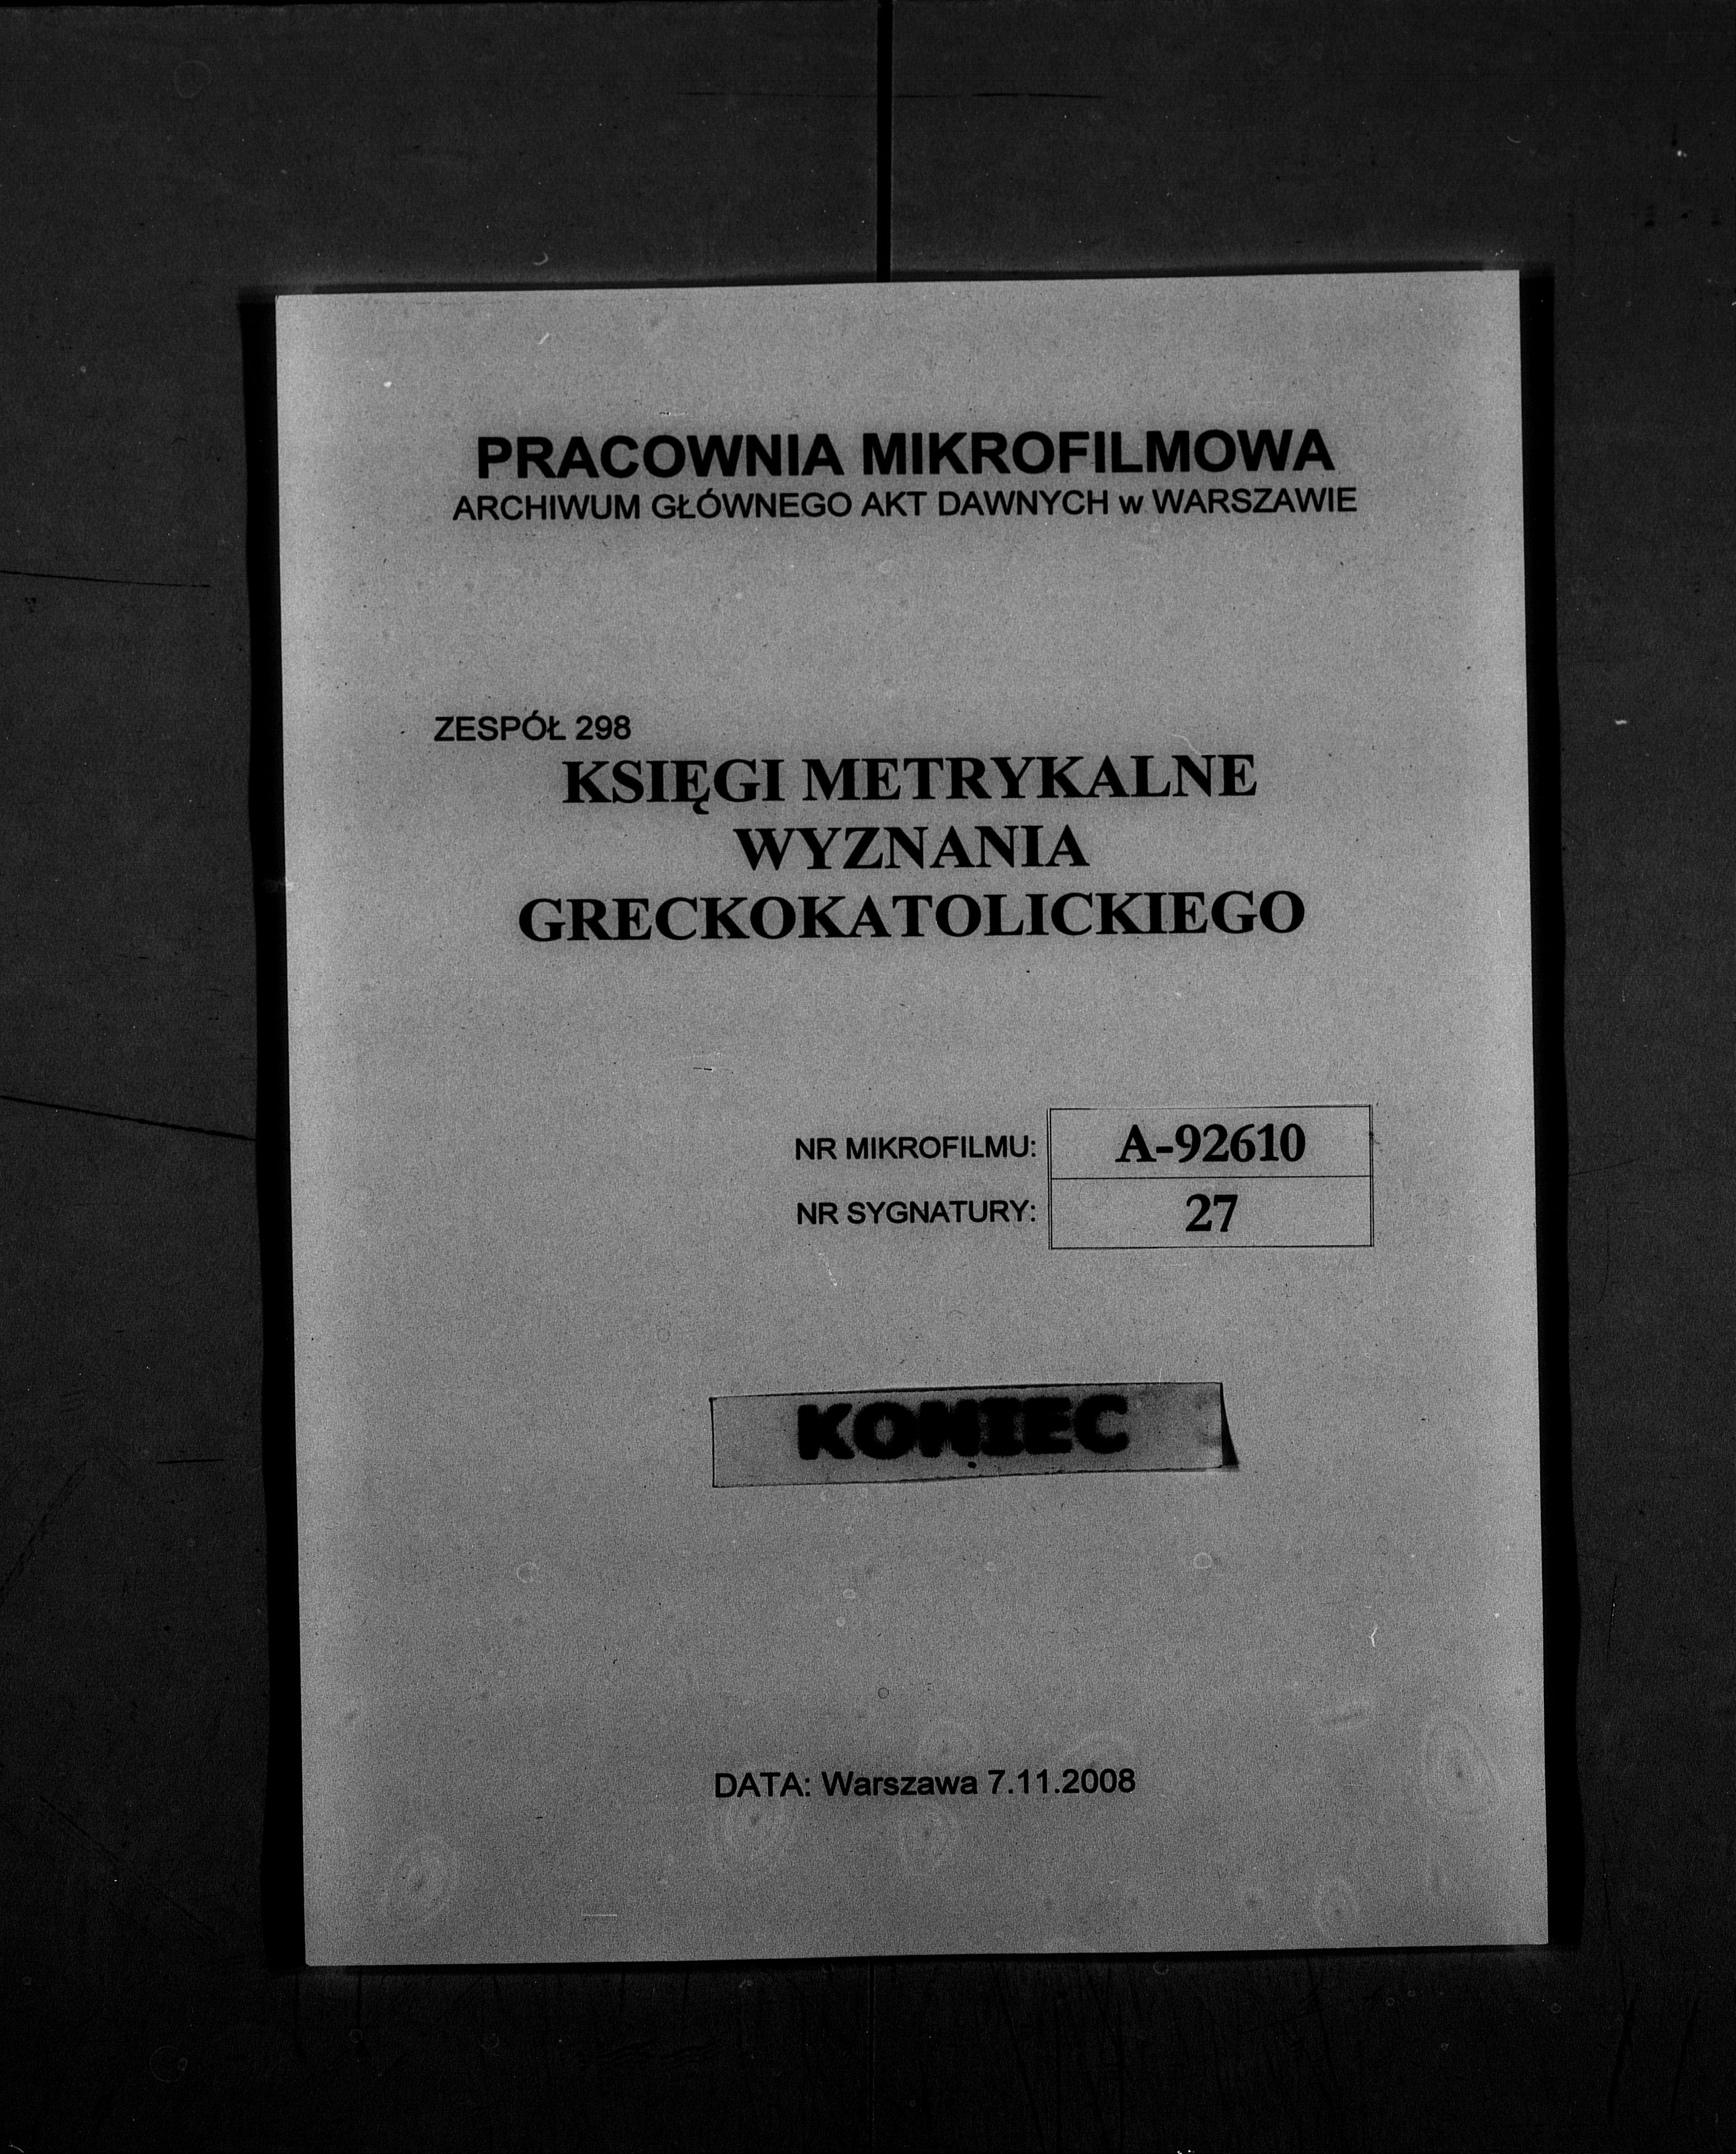 PRACOWNIA MIKROFILMOWA
ARCHIWUM GŁÓWNEGO AKT DAWNYCH w WARSZAWIE
ZESPÓŁ 298
KSIĘGI METRYKALNE
WYZNANIA
GRECKOKATOLICKIEGO
NR MIKROFILMU: A-92610
NR SYGNATURY: 27
KONIEC
DATA: Warszawa 7.11.2008